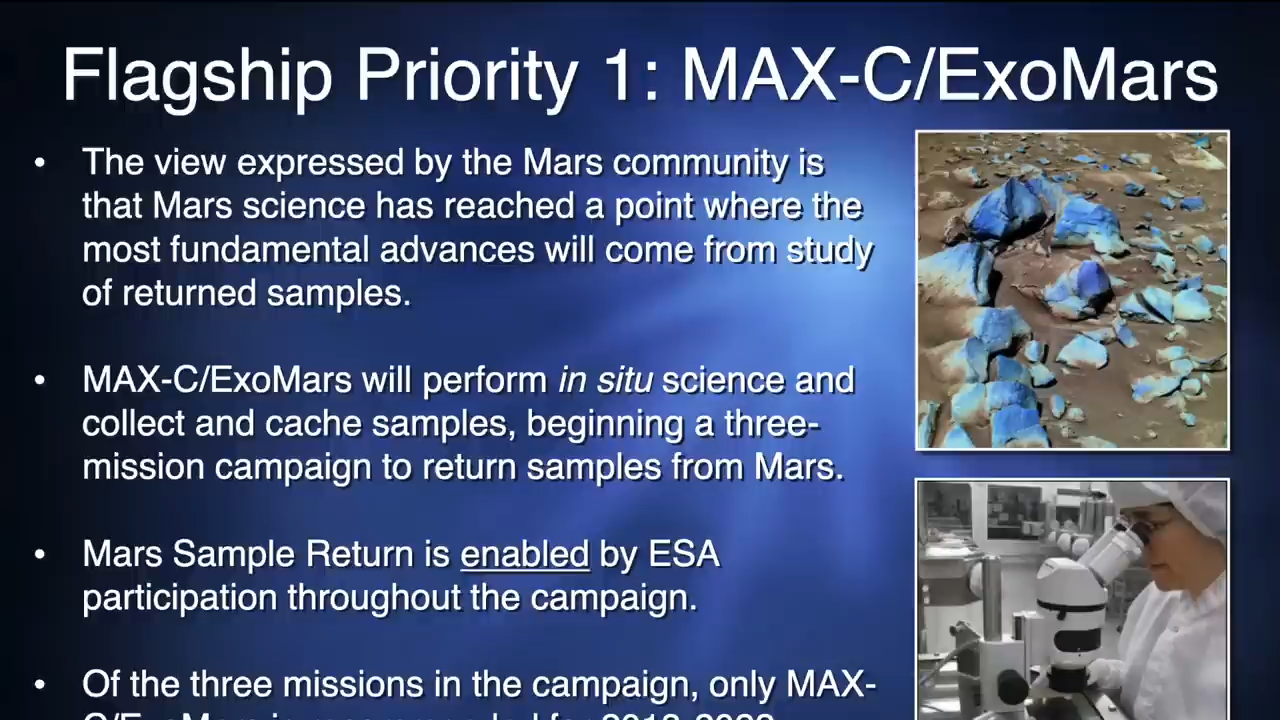 Flagship Priority 1: MAX-C/ExoMars
• The view expressed by the Mars community is
that Mars science has reached a point where the
most fundamental advances will come from study
of returned samples.
• MAX-C/ExoMars will perform in situ science and
collect and cache samples, beginning a three-
mission campaign to return samples from Mars.
• Mars Sample Return is enabled by ESA
participation throughout the campaign.
• Of the three missions in the campaign, only MAX-